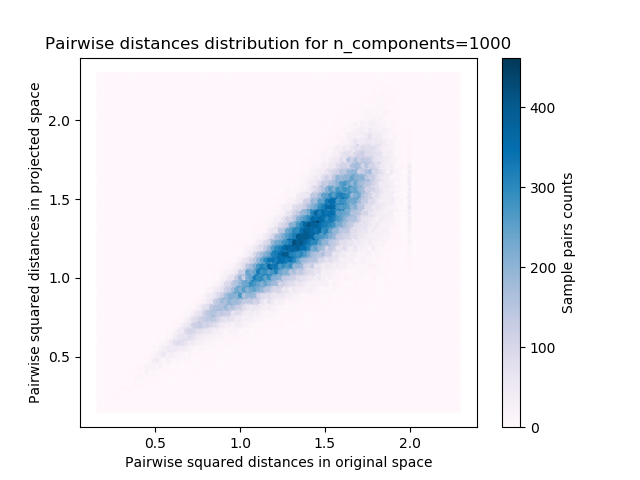 Pairwise distances distribution for n_components=1000
Pairwise squared distances in projected space
2.0
1.5
1.0
0.5
0.5 1.0 1.5 2.0
Pairwise squared distances in original space
400
300
200
100
0
Sample pairs counts